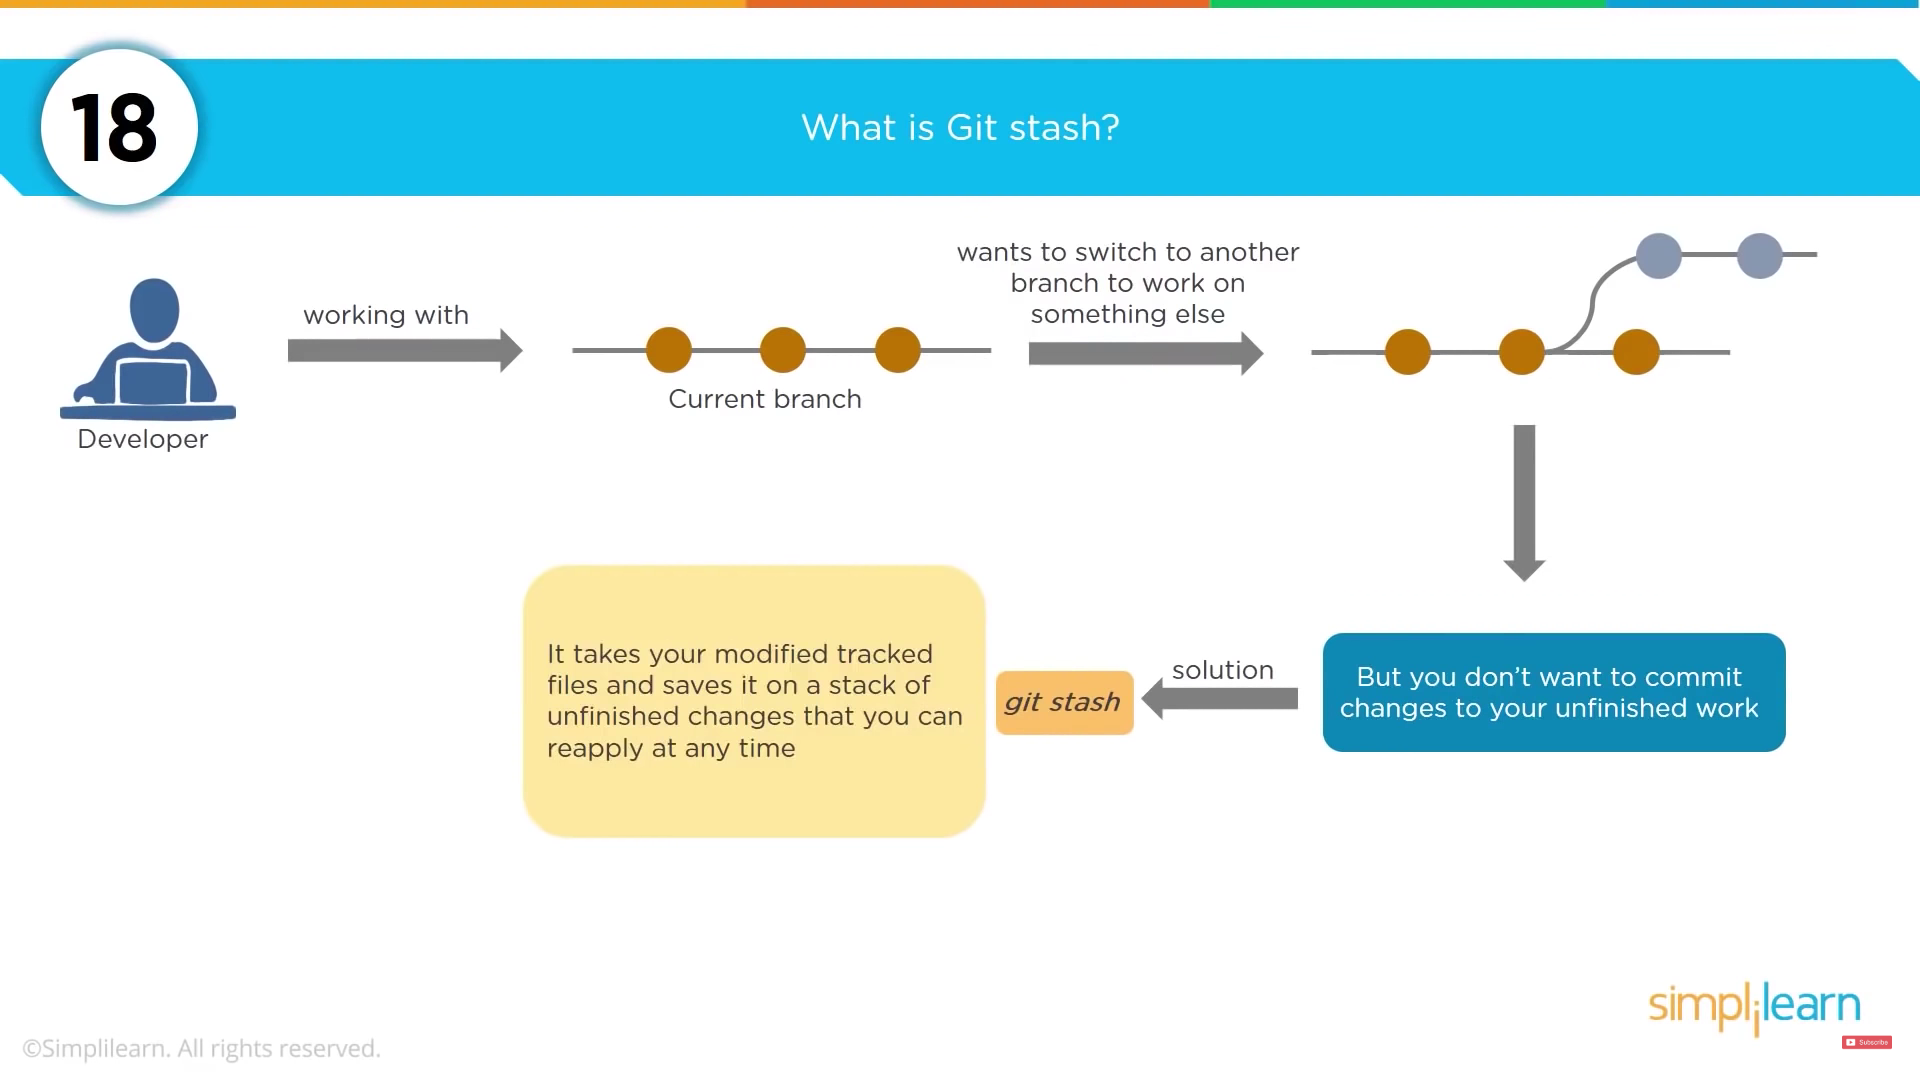 18
What is Git stash?
working with
Developer
Current branch
wants to switch to another
branch to work on
something else
But you don’t want to commit
changes to your unfinished work
solution
git stash
It takes your modified tracked
files and saves it on a stack of
unfinished changes that you can
reapply at any time
simplilearn
Subscribe
©Simplilearn. All rights reserved.